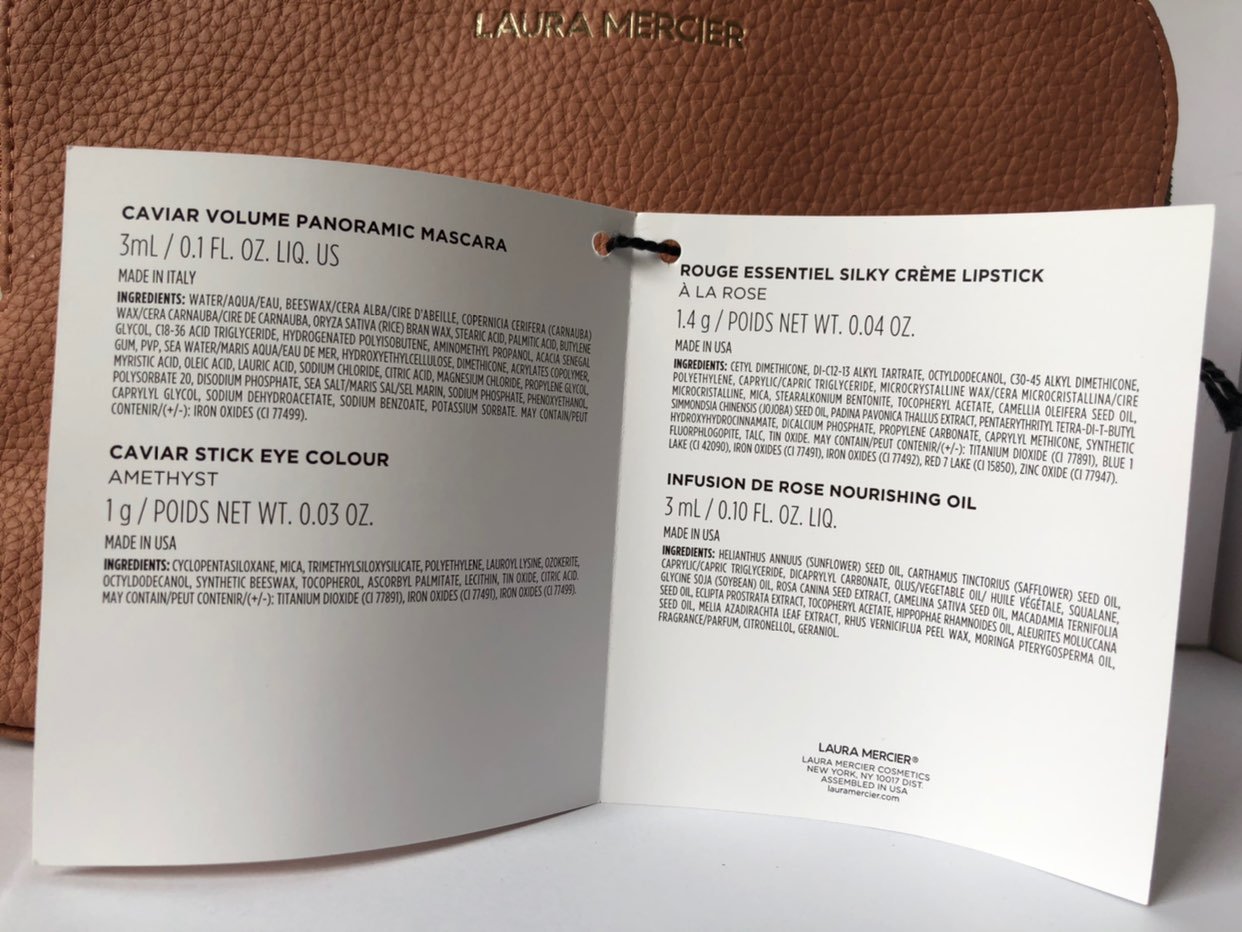 LAURA MERCIER
CAVIAR VOLUME PANORAMIC MASCARA
3mL / 0.1 FL. OZ. LIQ. US
MADE IN ITALY
INGREDIENTS: WATER/AQUA/EAU, BEESWAX/CERA ALBA/CIRE D'ABEILLE, COPERNICIA CERIFERA (CARNAUBA)
WAX/CERA CARNAUBA/CIRE DE CARNAUBA, ORYZA SATIVA (RICE) BRAN WAX, STEARIC ACID, PALMITIC ACID, BUTYLENE
GLYCOL, C18-36 ACID TRIGLYCERIDE, HYDROGENATED POLYISOBUTENE, AMINOMETHYL PROPANOL, ACACIA SENEGAL
GUM, PVP, SEA WATER/MARIS AQUA/EAU DE MER, HYDROXYETHYLCELLULOSE, DIMETHICONE, ACRYLATES COPOLYMER,
MYRISTIC ACID, OLEIC ACID, LAURIC ACID, SODIUM CHLORIDE, CITRIC ACID, MAGNESIUM CHLORIDE, PROPYLENE GLYCOL,
POLYSORBATE 20, DISODIUM PHOSPHATE, SEA SALT/MARIS SAL/SEL MARIN, SODIUM PHOSPHATE, PHENOXYETHANOL,
CAPRYLYL GLYCOL, SODIUM DEHYDROACETATE, SODIUM BENZOATE, POTASSIUM SORBATE. MAY CONTAIN/PEUT
CONTENIR/(+/-): IRON OXIDES (CI 77499).
CAVIAR STICK EYE COLOUR
AMETHYST
1 g / POIDS NET WT. 0.03 OZ.
MADE IN USA
INGREDIENTS: CYCLOPENTASILOXANE, MICA, TRIMETHYLSILOXYSILICATE, POLYETHYLENE, LAUROYL LYSINE, OZOKERITE,
OCTYLDODECANOL, SYNTHETIC BEESWAX, TOCOPHEROL, ASCORBYL PALMITATE, LECITHIN, TIN OXIDE, CITRIC ACID.
MAY CONTAIN/PEUT CONTENIR/(+/-): TITANIUM DIOXIDE (CI 77891), IRON OXIDES (CI 77491), IRON OXIDES (CI 77499).
ROUGE ESSENTIEL SILKY CRÈME LIPSTICK
À LA ROSE
1.4 g / POIDS NET WT. 0.04 OZ.
MADE IN USA
INGREDIENTS: CETYL DIMETHICONE, DI-C12-13 ALKYL TARTRATE, OCTYLDODECANOL, C30-45 ALKYL DIMETHICONE,
POLYETHYLENE, CAPRYLIC/CAPRIC TRIGLYCERIDE, MICROCRYSTALLINE WAX/CERA MICROCRISTALLINA/CIRE
MICROCRISTALLINE, MICA, STEARALKONIUM BENTONITE, TOCOPHERYL ACETATE, CAMELLIA OLEIFERA SEED OIL,
SIMMONDSIA CHINENSIS (JOJOBA) SEED OIL, PADINA PAVONICA THALLUS EXTRACT, PENTAERYTHRITYL TETRA-DI-T-BUTYL
HYDROXYHYDROCINNAMATE, DICALCIUM PHOSPHATE, PROPYLENE CARBONATE, CAPRYLYL METHICONE, SYNTHETIC
FLUORPHLOGOPITE, TALC, TIN OXIDE. MAY CONTAIN/PEUT CONTENIR/(+/-): TITANIUM DIOXIDE (CI 77891), BLUE 1
LAKE (CI 42090), IRON OXIDES (CI 77491), IRON OXIDES (CI 77492), RED 7 LAKE (CI 15850), ZINC OXIDE (CI 77947).
INFUSION DE ROSE NOURISHING OIL
3 mL / 0.10 FL. OZ. LIQ.
MADE IN USA
INGREDIENTS: HELIANTHUS ANNUUS (SUNFLOWER) SEED OIL, CARTHAMUS TINCTORIUS (SAFFLOWER) SEED OIL,
CAPRYLIC/CAPRIC TRIGLYCERIDE, DICAPRYLYL CARBONATE, OLUS/VEGETABLE OIL/ HUILE VÉGÉTALE, SQUALANE,
GLYCINE SOJA (SOYBEAN) OIL, ROSA CANINA SEED EXTRACT, CAMELINA SATIVA SEED OIL, MACADAMIA TERNIFOLIA
SEED OIL, ECLIPTA PROSTRATA EXTRACT, TOCOPHERYL ACETATE, HIPPOPHAE RHAMNOIDES OIL, ALEURITES MOLUCCANA
SEED OIL, MELIA AZADIRACHTA LEAF EXTRACT, RHUS VERNICIFLUA PEEL WAX, MORINGA PTERYGOSPERMA OIL,
FRAGRANCE/PARFUM, CITRONELLOL, GERANIOL.
LAURA MERCIER®
LAURA MERCIER COSMETICS
NEW YORK, NY 10017 DIST.
ASSEMBLED IN USA
lauramercier.com